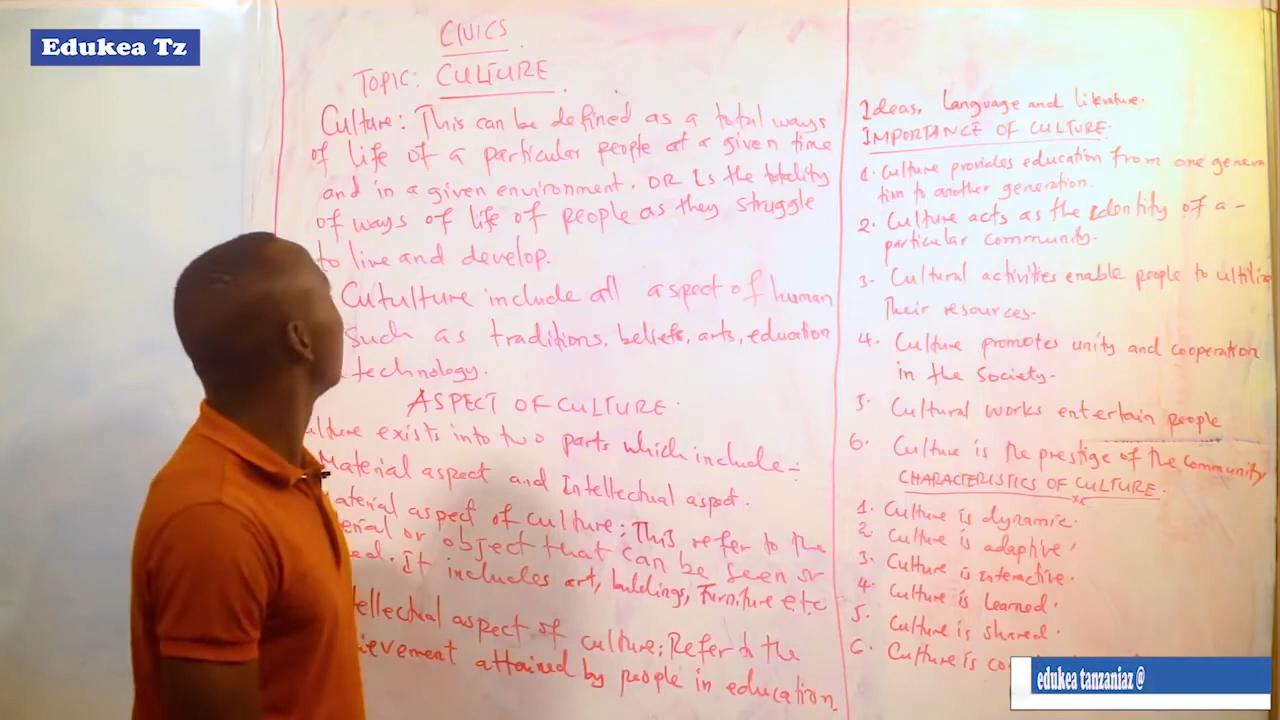 Edukea Tz
CIVICS
TOPIC: CULTURE
Culture: This can be defined as a total ways
of life of a particular people at a given time
and in a given environment. OR Is the totality
of ways of life of people as they struggle
to live and develop.
Cutulture include all aspect of human
such as traditions, beliefs, arts, education
technology.
ASPECT OF CULTURE.
exists into two parts which include:-
Material aspect and Intellectual aspect.
aspect of culture: This refer to the
or object that can be seen or
It includes art, buildings, Furniture etc
aspect of culture: Refer to the
attained by people in education
Ideas, Language and literature.
IMPORTANCE OF CULTURE.
1. Culture provides education from one genera
tion to another generation.
2. Culture acts as the Identity of a -
particular community.
3. Cultural activities enable people to
Their resources.
4. Culture promotes unity and cooperation
in the Society.
5. Cultural works entertain people
6. Culture is the prestige of the community
CHARACTERISTICS OF CULTURE.
1. Culture is dynamic.
2. Culture is adaptive.
3. Culture is Interactive.
4. Culture is Learned.
5. Culture is shared.
6. Culture is
edukea tanzaniaz @